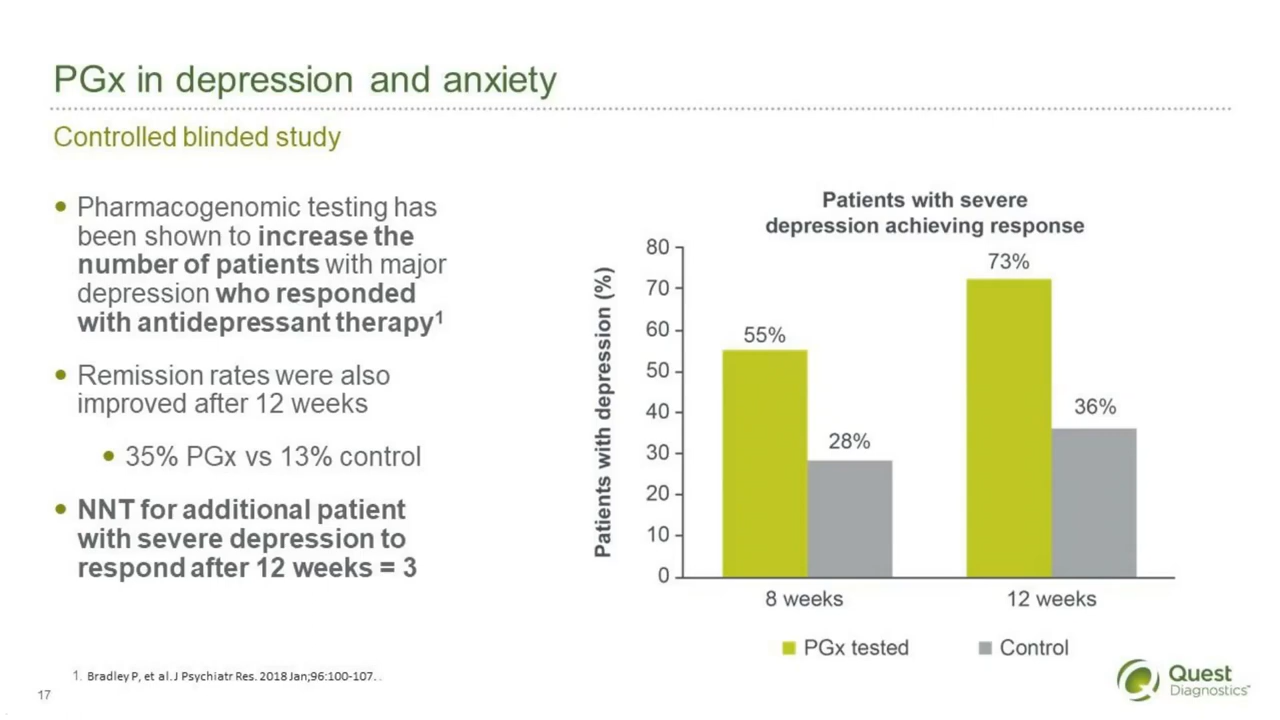 PGx in depression and anxiety
Controlled blinded study
• Pharmacogenomic testing has
been shown to increase the
number of patients with major
depression who responded
with antidepressant therapy¹
• Remission rates were also
improved after 12 weeks
• 35% PGx vs 13% control
• NNT for additional patient
with severe depression to
respond after 12 weeks = 3
Patients with severe
depression achieving response
Patients with depression (%)
80
70
60
50
40
30
20
10
0
55%
28%
73%
36%
8 weeks
12 weeks
PGx tested
Control
1. Bradley P, et al. J Psychiatr Res. 2018 Jan;96:100-107. .
17
Quest
Diagnostics™